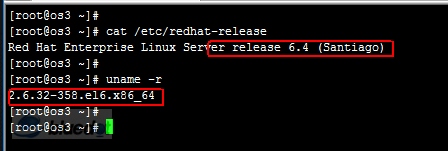 [root@os3 ~]#
[root@os3 ~]# cat /etc/redhat-release
Red Hat Enterprise Linux Server release 6.4 (Santiago)
[root@os3 ~]#
[root@os3 ~]# uname -r
2.6.32-358.el6.x86_64
[root@os3 ~]#
[root@os3 ~]#